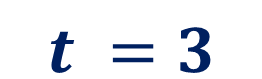 t = 3